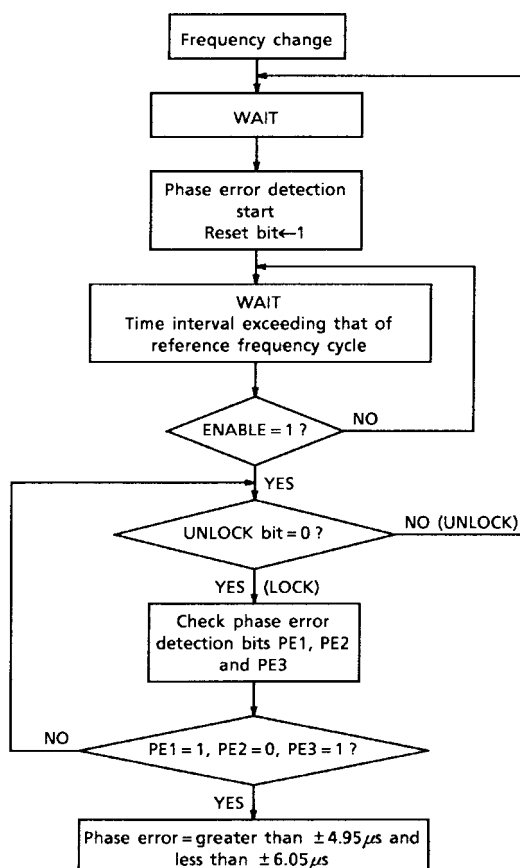 Frequency change
WAIT
Phase error detection
start
Reset bit←1
WAIT
Time interval exceeding that of
reference frequency cycle
ENABLE = 1 ?
NO
YES
UNLOCK bit = 0 ?
NO (UNLOCK)
YES (LOCK)
Check phase error
detection bits PE1, PE2
and PE3
PE1 = 1, PE2 = 0, PE3 = 1 ?
NO
YES
Phase error = greater than ±4.95µs and
less than ±6.05µs